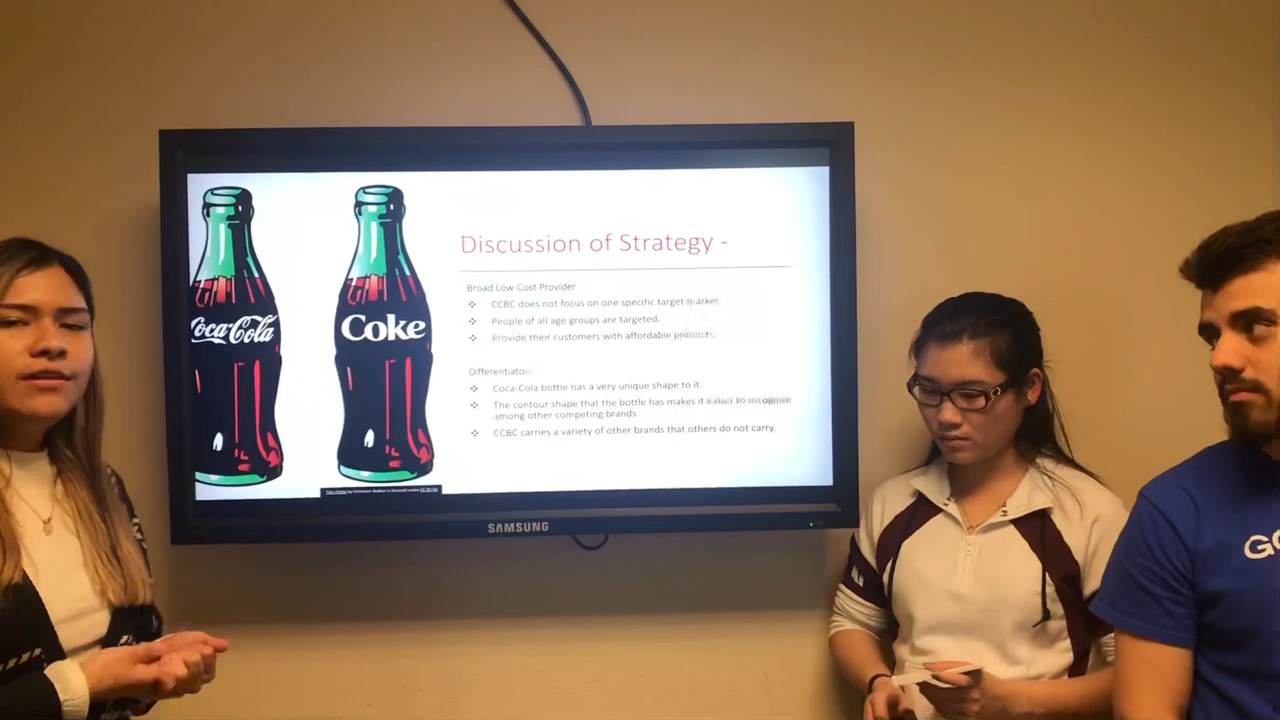 Discussion of Strategy -
Broad Low-Cost Provider
CCBC does not focus on one specific target market
People of all age groups are targeted.
Provide their customers with affordable products.
Coca-Cola bottle has a very unique shape to it.
The contour shape that the bottle has makes it
among other competing brands.
CCBC carries a variety of other brands that others do not carry.
Coca-Cola
Coke
SAMSUNG